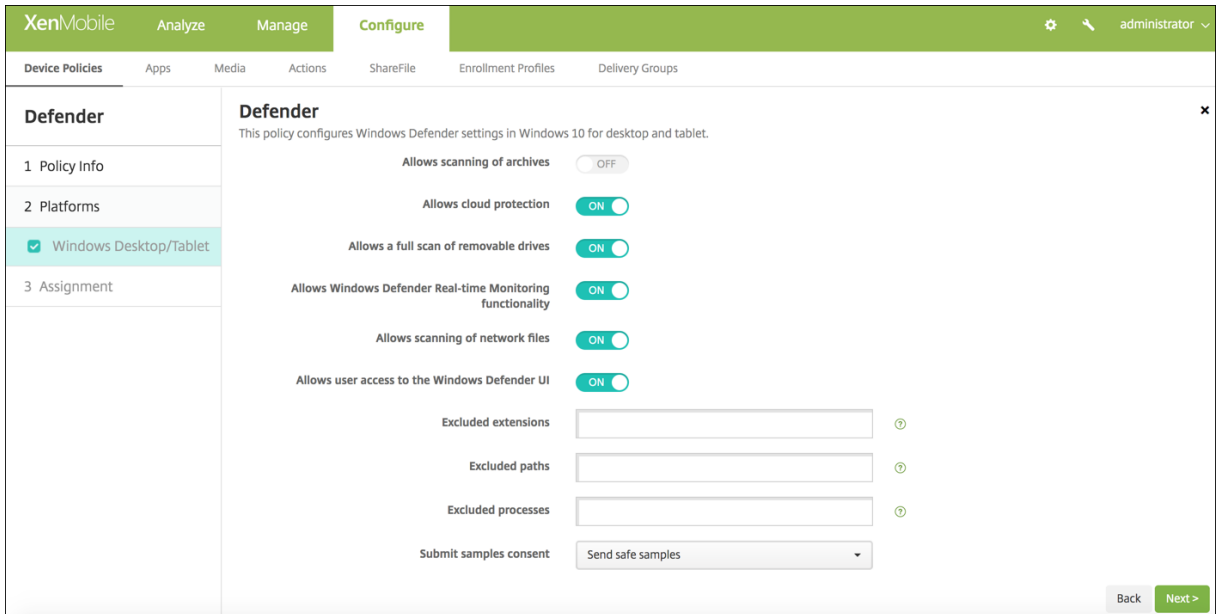 XenMobile Analyze Manage Configure administrator
Device Policies Apps Media Actions ShareFile Enrollment Profiles Delivery Groups
Defender
1 Policy Info
2 Platforms
Windows Desktop/Tablet
3 Assignment
Defender
This policy configures Windows Defender settings in Windows 10 for desktop and tablet.
Allows scanning of archives OFF
Allows cloud protection ON
Allows a full scan of removable drives ON
Allows Windows Defender Real-time Monitoring
functionality ON
Allows scanning of network files ON
Allows user access to the Windows Defender UI ON
Excluded extensions ?
Excluded paths ?
Excluded processes ?
Submit samples consent Send safe samples
Back Next >